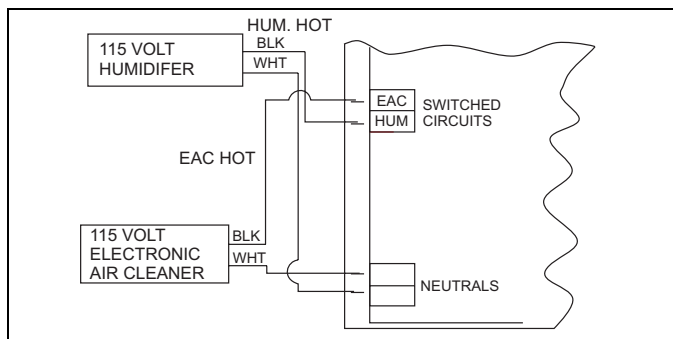 HUM. HOT
115 VOLT
HUMIDIFER
BLK
WHT
EAC
HUM
SWITCHED
CIRCUITS
EAC HOT
115 VOLT
ELECTRONIC
AIR CLEANER
BLK
WHT
NEUTRALS